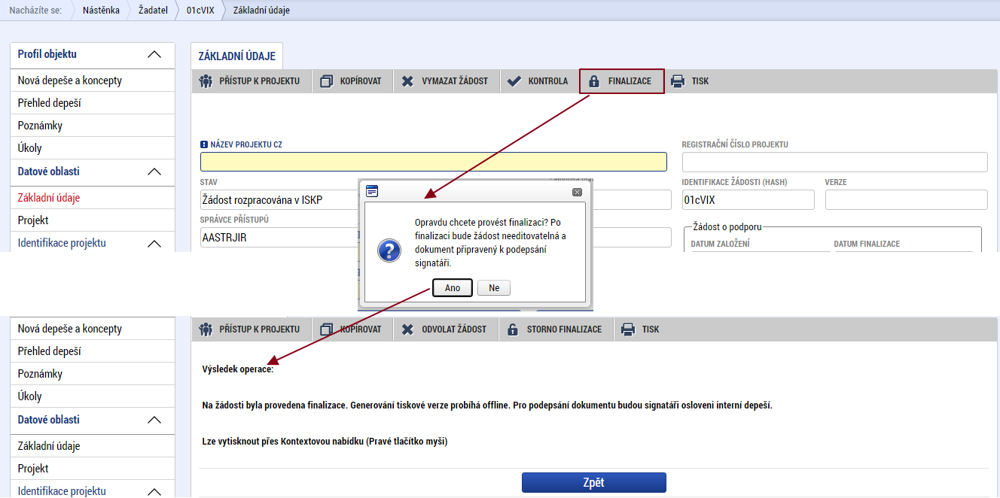 Nacházíte se: Nástěnka Žadatel 01cVIX Základní údaje
Profil objektu
Nová depeše a koncepty
Přehled depeší
Poznámky
Úkoly
Datové oblasti
Základní údaje
Projekt
Identifikace projektu
ZÁKLADNÍ ÚDAJE
PŘÍSTUP K PROJEKTU KOPÍROVAT VYMAZAT ŽÁDOST KONTROLA FINALIZACE TISK
NÁZEV PROJEKTU CZ
REGISTRAČNÍ ČÍSLO PROJEKTU
STAV
IDENTIFIKACE ŽÁDOSTI (HASH)
VERZE
Žádost rozpracována v ISKP
01cVIX
SPRÁVCE PŘÍSTUPŮ
AASTRJIR
Žádost o podporu
DATUM ZALOŽENÍ
DATUM FINALIZACE
Opravdu chcete provést finalizaci? Po
finalizaci bude žádost needitovatelná a
dokument připravený k podepsání
signatáři.
Ano Ne
Nová depeše a koncepty
Přehled depeší
Poznámky
Úkoly
Datové oblasti
Základní údaje
Projekt
Identifikace projektu
PŘÍSTUP K PROJEKTU KOPÍROVAT ODVOLAT ŽÁDOST STORNO FINALIZACE TISK
Výsledek operace:
Na žádosti byla provedena finalizace. Generování tiskové verze probíhá offline. Pro podepsání dokumentu budou signatáři osloveni interní depeší.
Lze vytisknout přes Kontextovou nabídku (Pravé tlačítko myši)
Zpět